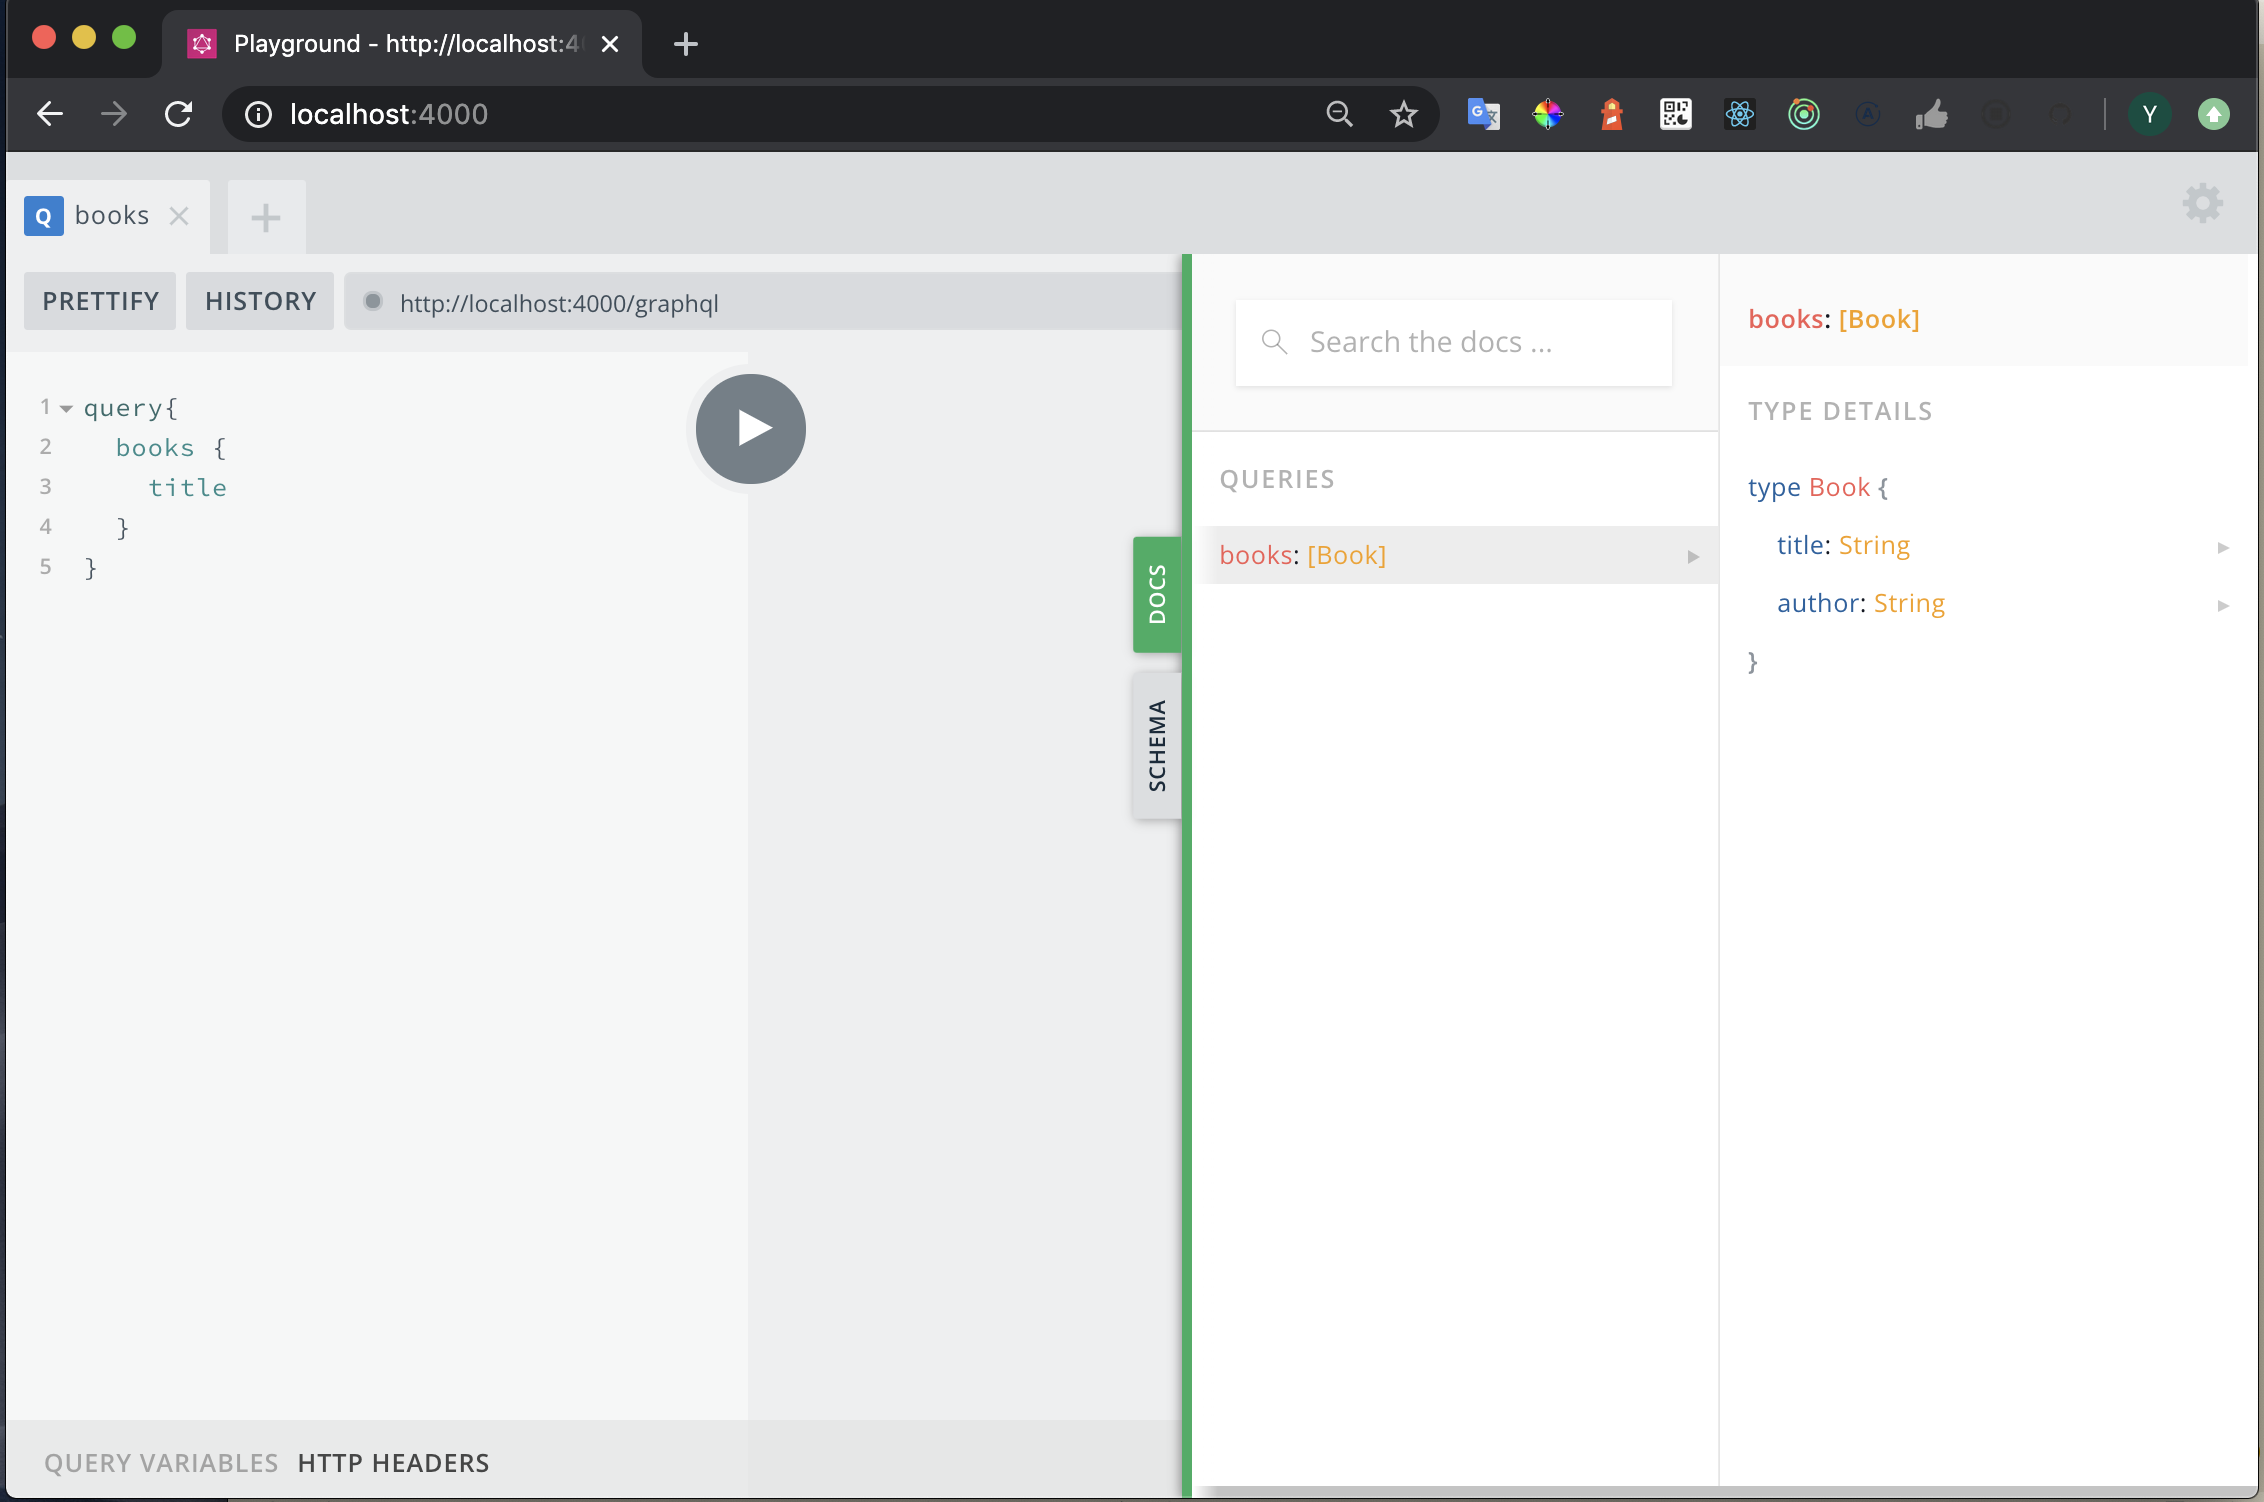 Playground - http://localhost:4
localhost:4000
Y
Q books
PRETTIFY HISTORY http://localhost:4000/graphql
1 query{
2 books {
3 title
4 }
5 }
QUERY VARIABLES HTTP HEADERS
DOCS
SCHEMA
Search the docs ...
QUERIES
books: [Book]
books: [Book]
TYPE DETAILS
type Book {
title: String
author: String
}